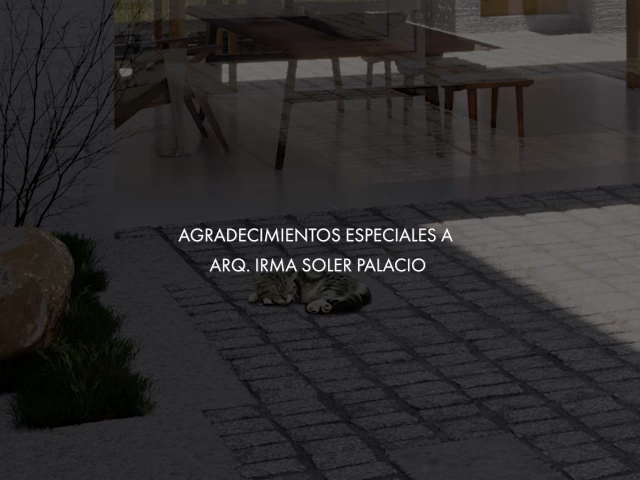 AGRADECIMIENTOS ESPECIALES A
ARQ. IRMA SOLER PALACIO